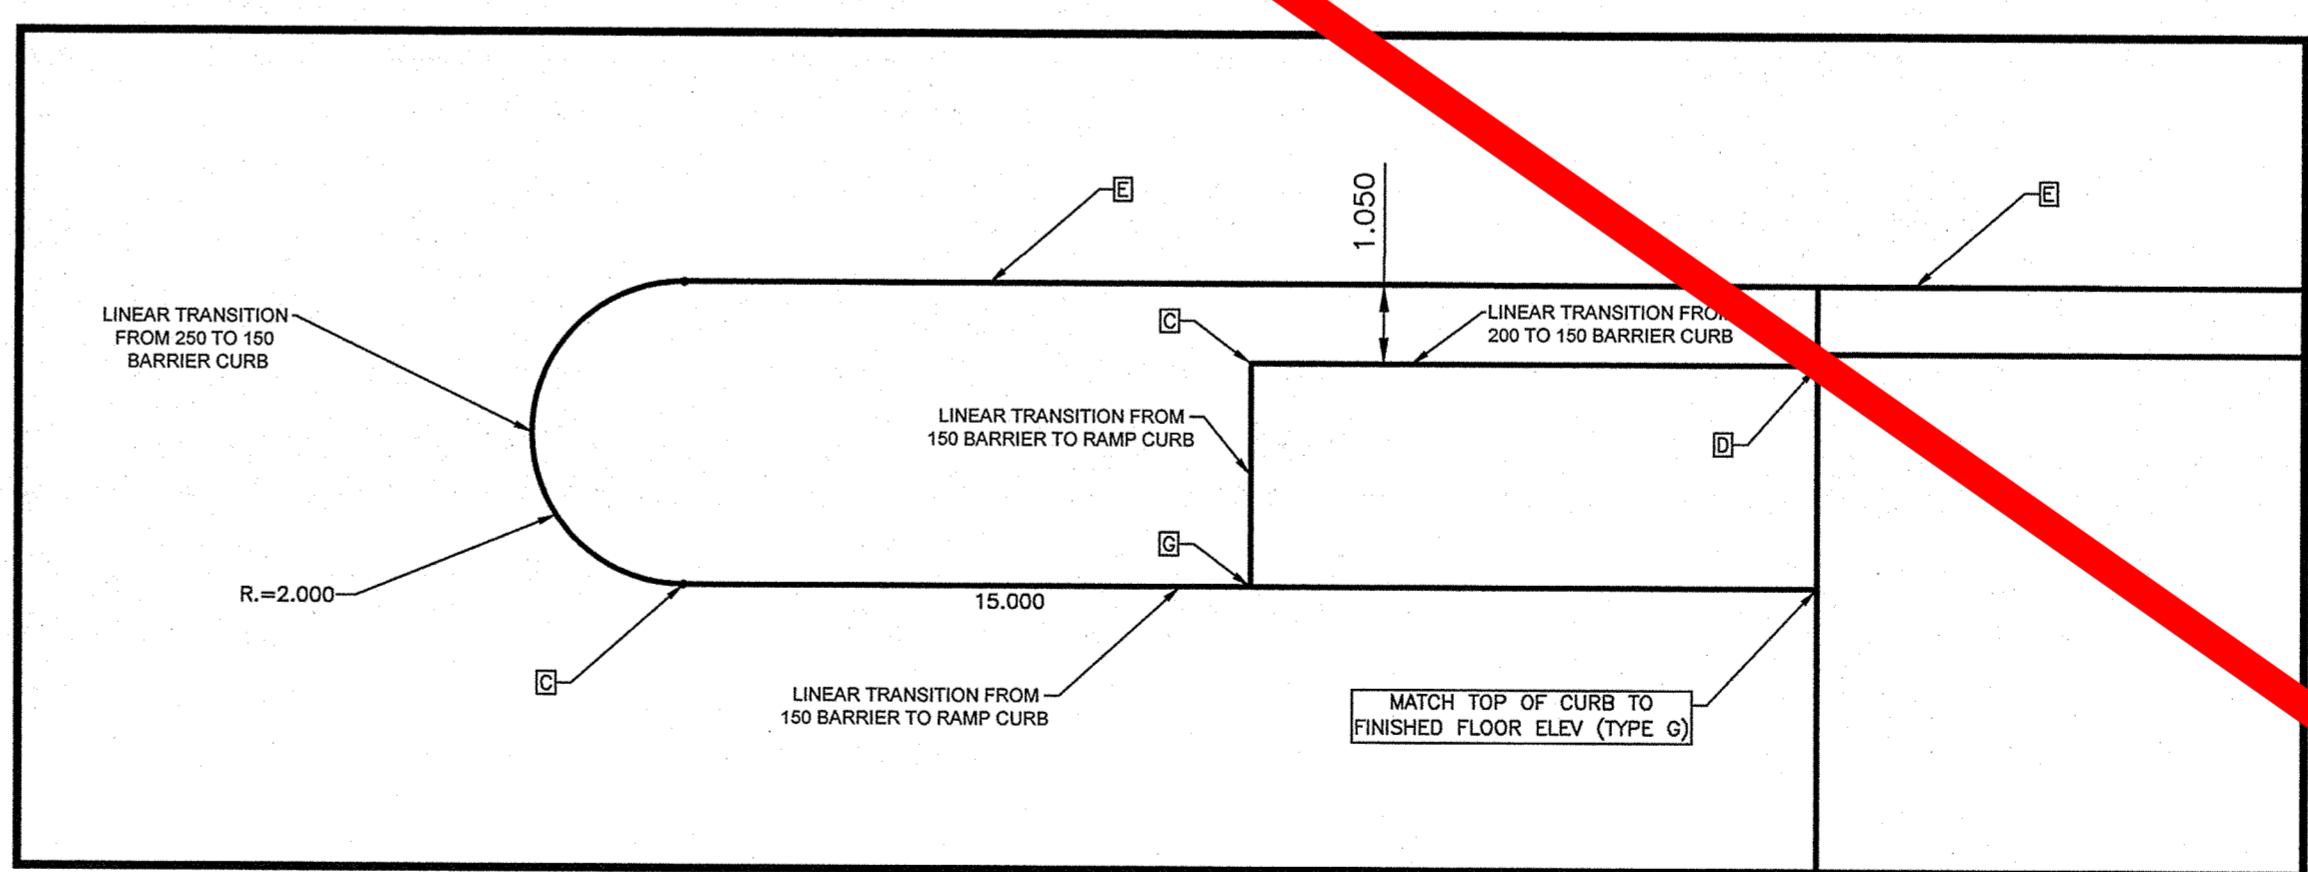 E
E
1.050
LINEAR TRANSITION
FROM 250 TO 150
BARRIER CURB
C
LINEAR TRANSITION
200 TO 150 BARRIER CURB
LINEAR TRANSITION FROM
150 BARRIER TO RAMP CURB
D
G
R.=2.000
15.000
C
LINEAR TRANSITION FROM
150 BARRIER TO RAMP CURB
MATCH TOP OF CURB TO
FINISHED FLOOR ELEV (TYPE G)